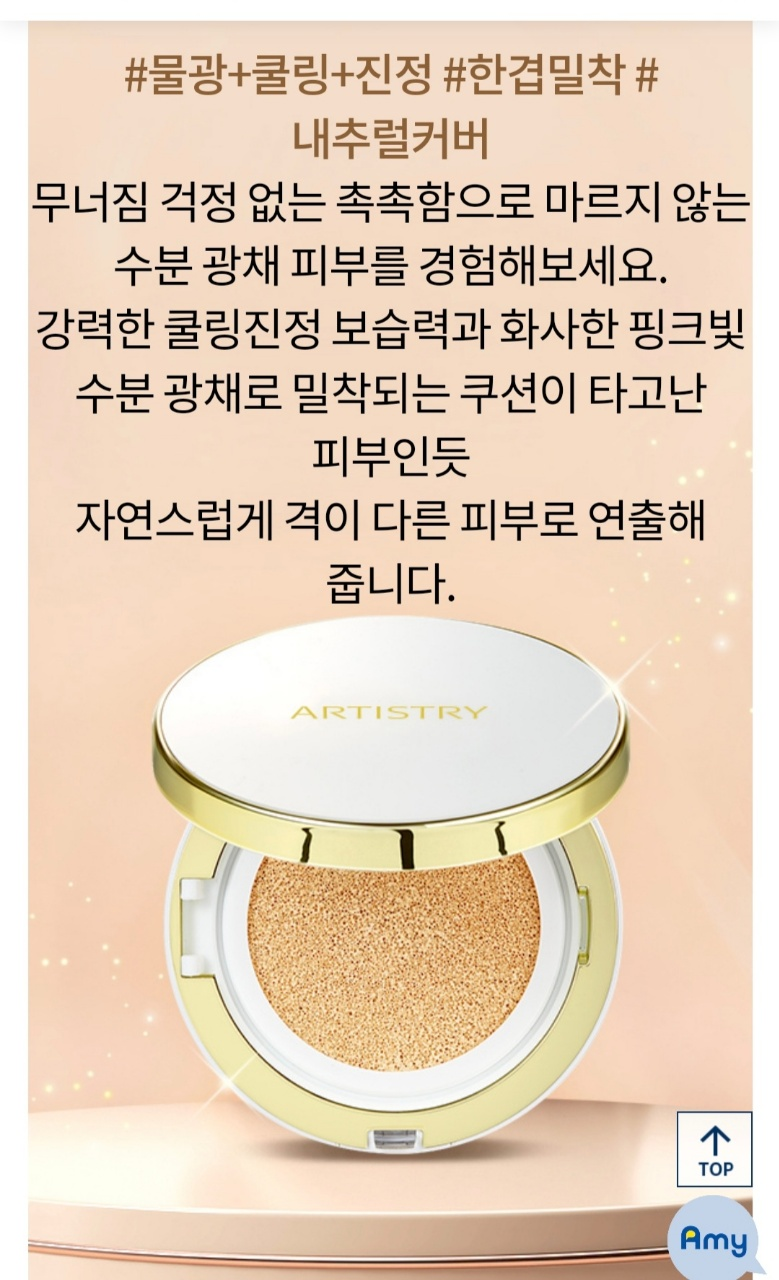 #물광+쿨링+진정 #한겹밀착 #
내추럴커버
무너짐 걱정 없는 촉촉함으로 마르지 않는
수분 광채 피부를 경험해보세요.
강력한 쿨링진정 보습력과 화사한 핑크빛
수분 광채로 밀착되는 쿠션이 타고난
피부인듯
자연스럽게 격이 다른 피부로 연출해
줍니다.
ARTISTRY
TOP
Amy